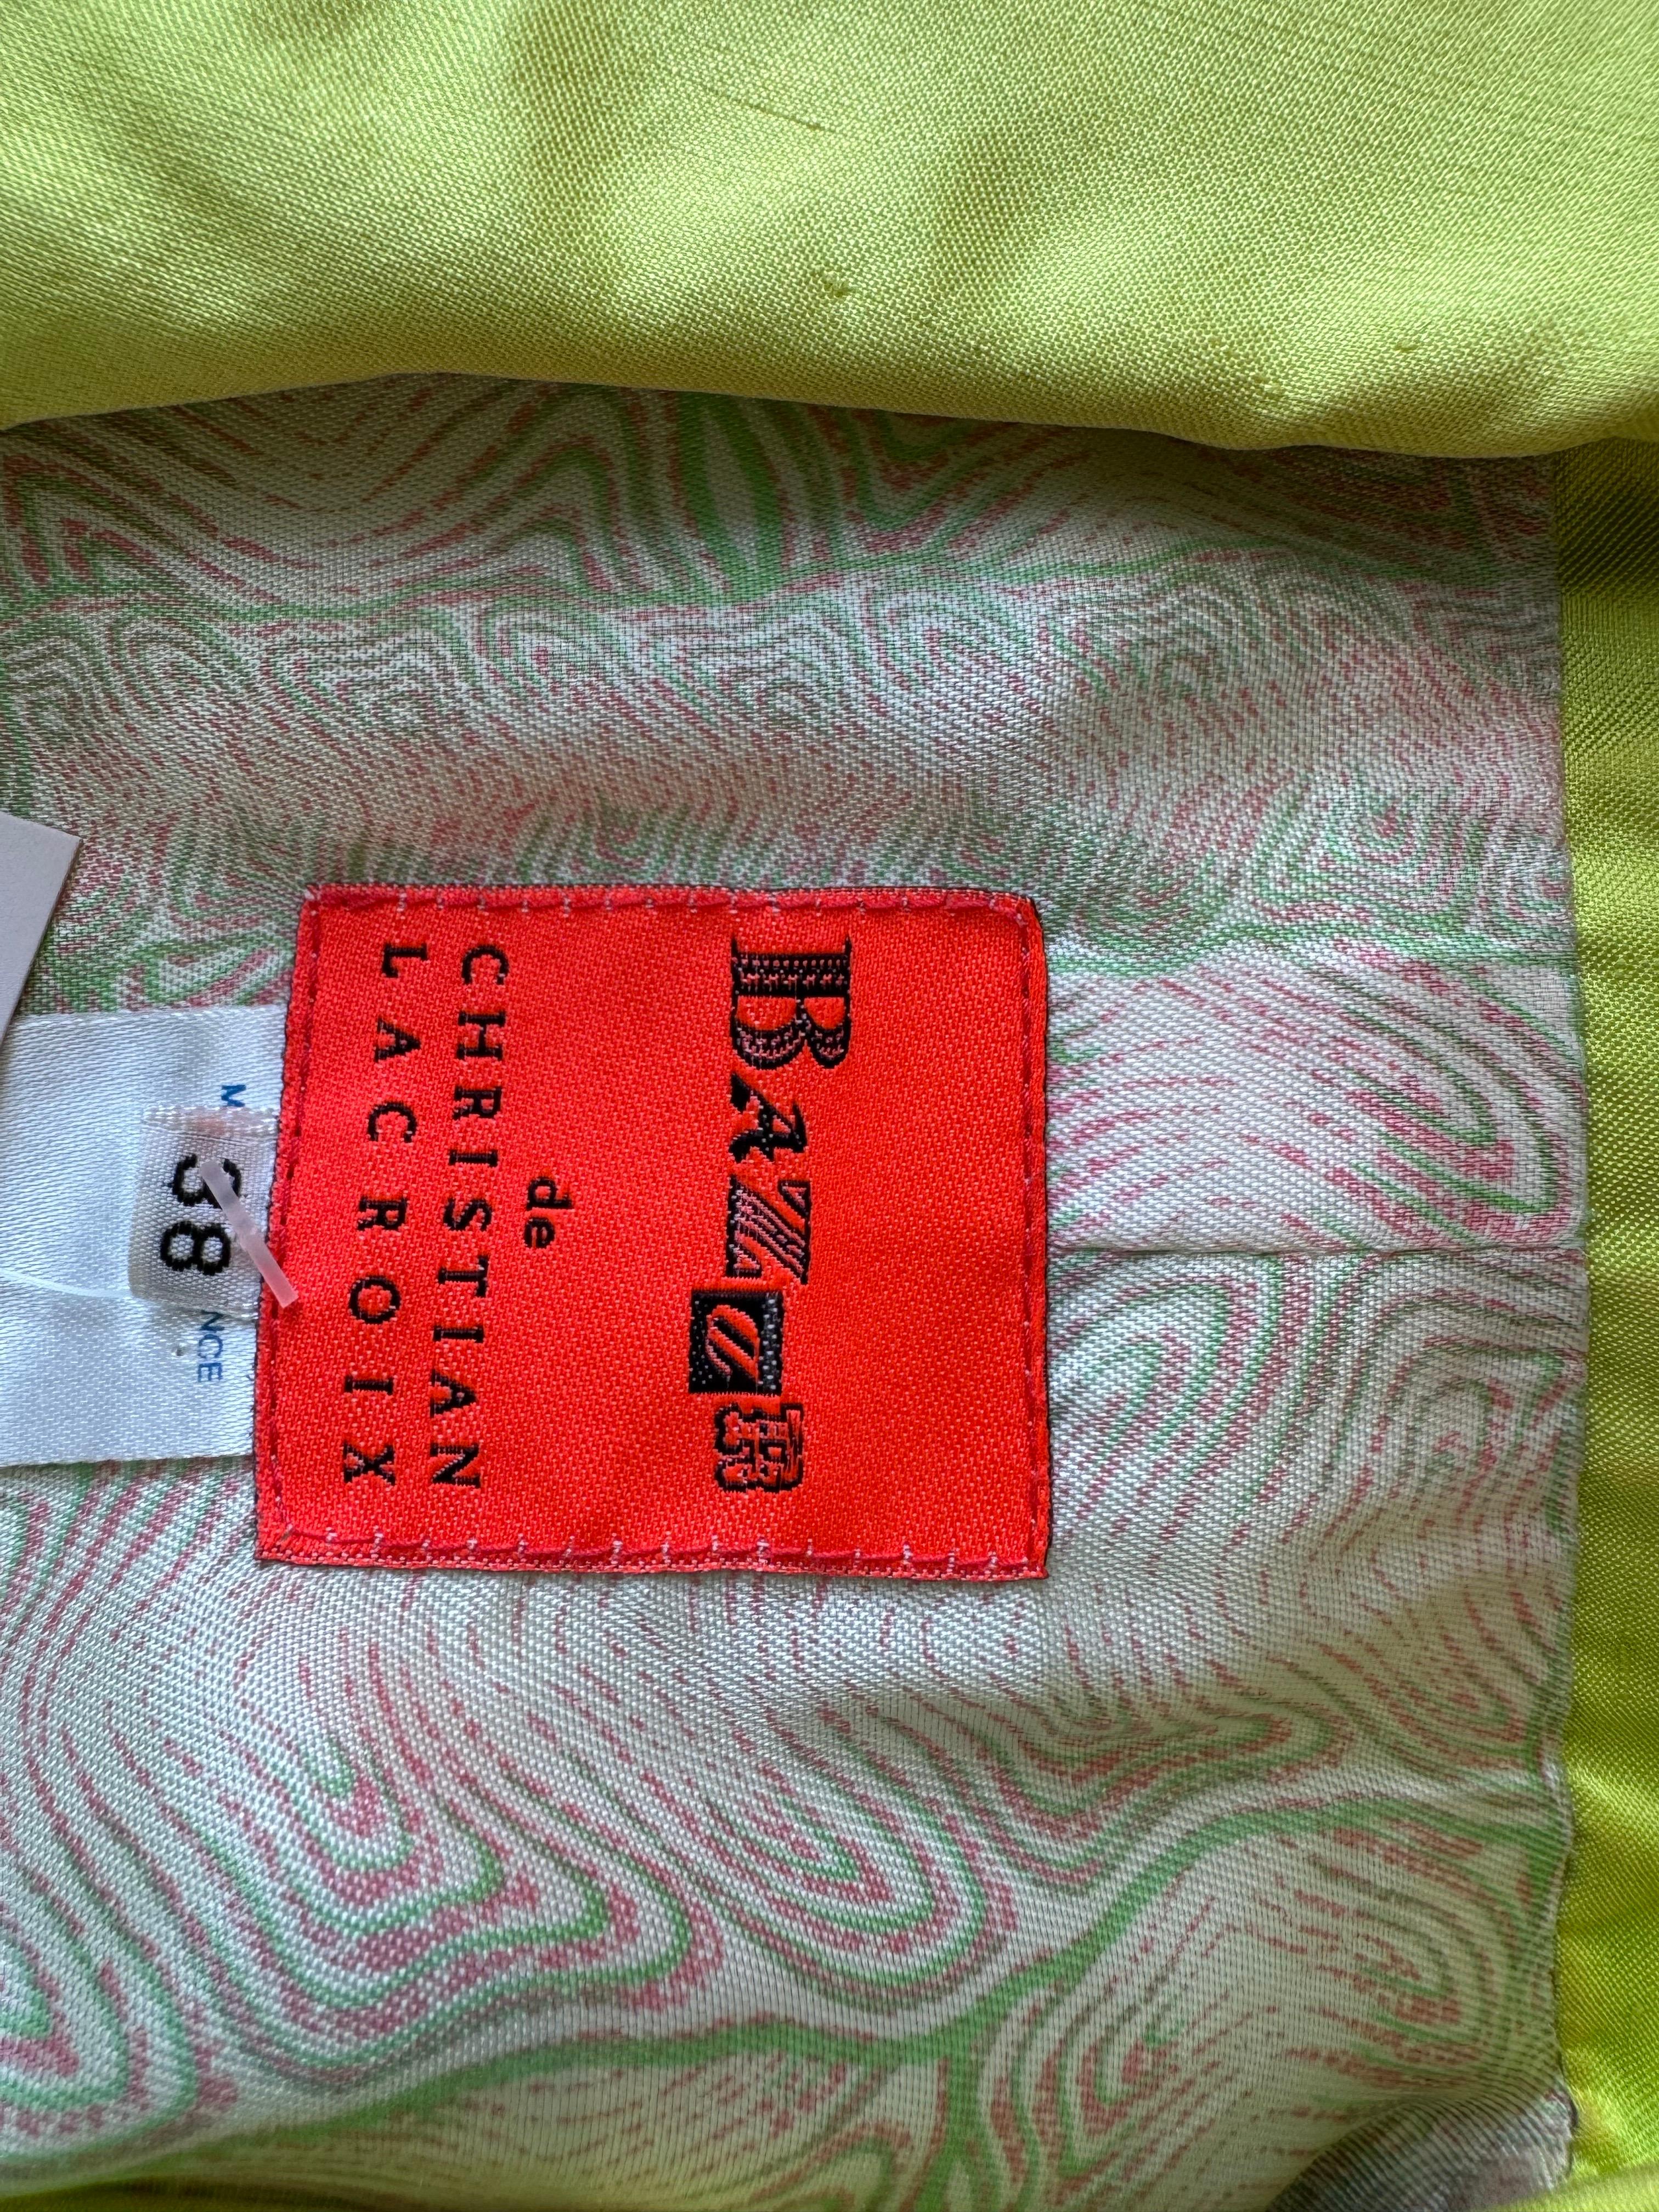 BAZAR
de
CHRISTIAN
LACROIX
38